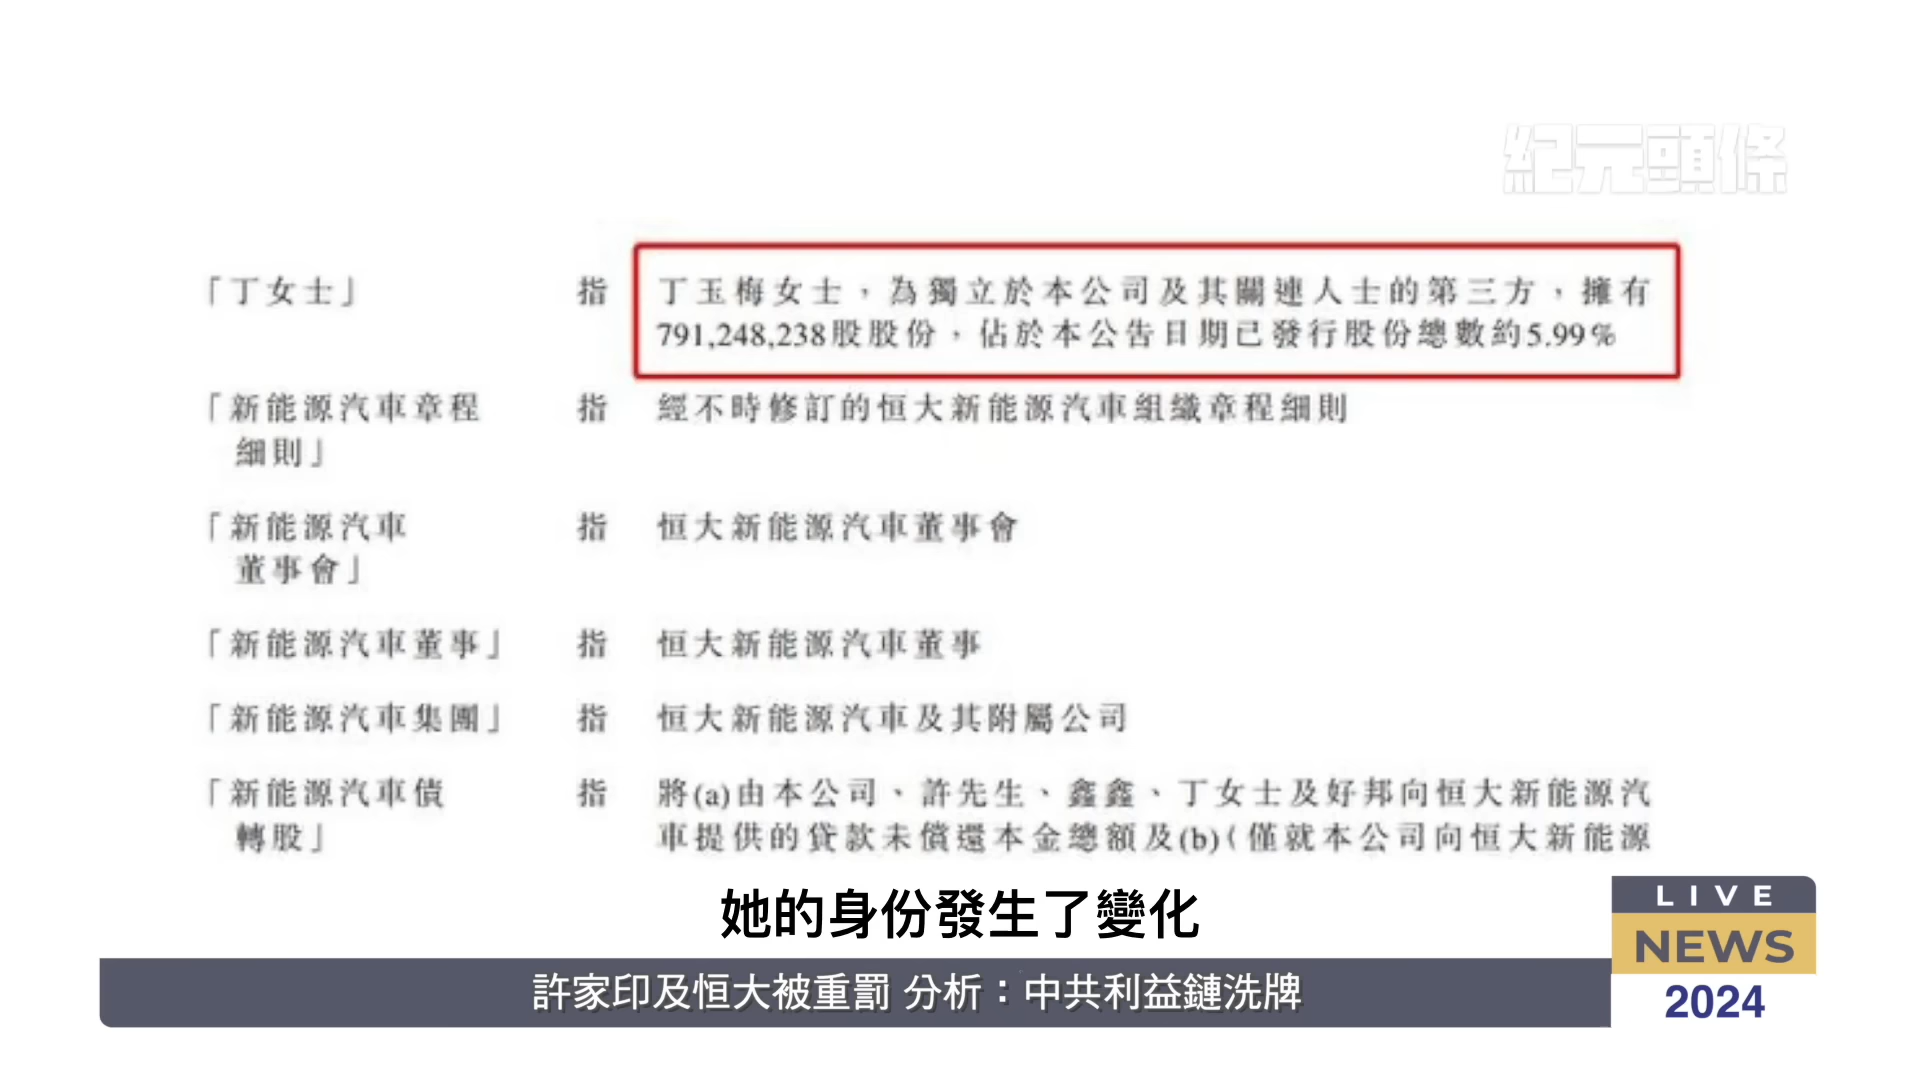 紀元頭條
「丁女士」 指 丁玉梅女士，為獨立於本公司及其關連人士的第三方，擁有
791,248,238股股份，佔於本公告日期已發行股份總數約5.99%
「新能源汽車章程 指 經不時修訂的恒大新能源汽車組織章程細則
細則」
「新能源汽車 指 恒大新能源汽車董事會
董事會」
「新能源汽車董事」 指 恒大新能源汽車董事
「新能源汽車集團」 指 恒大新能源汽車及其附屬公司
「新能源汽車債 指 將(a)由本公司、許先生、鑫鑫、丁女士及好邦向恒大新能源汽
轉股」 車提供的貸款未償還本金總額及(b)(僅就本公司向恒大新能源
她的身份發生了變化
LIVE
NEWS
2024
許家印及恒大被重罰 分析：中共利益鏈洗牌